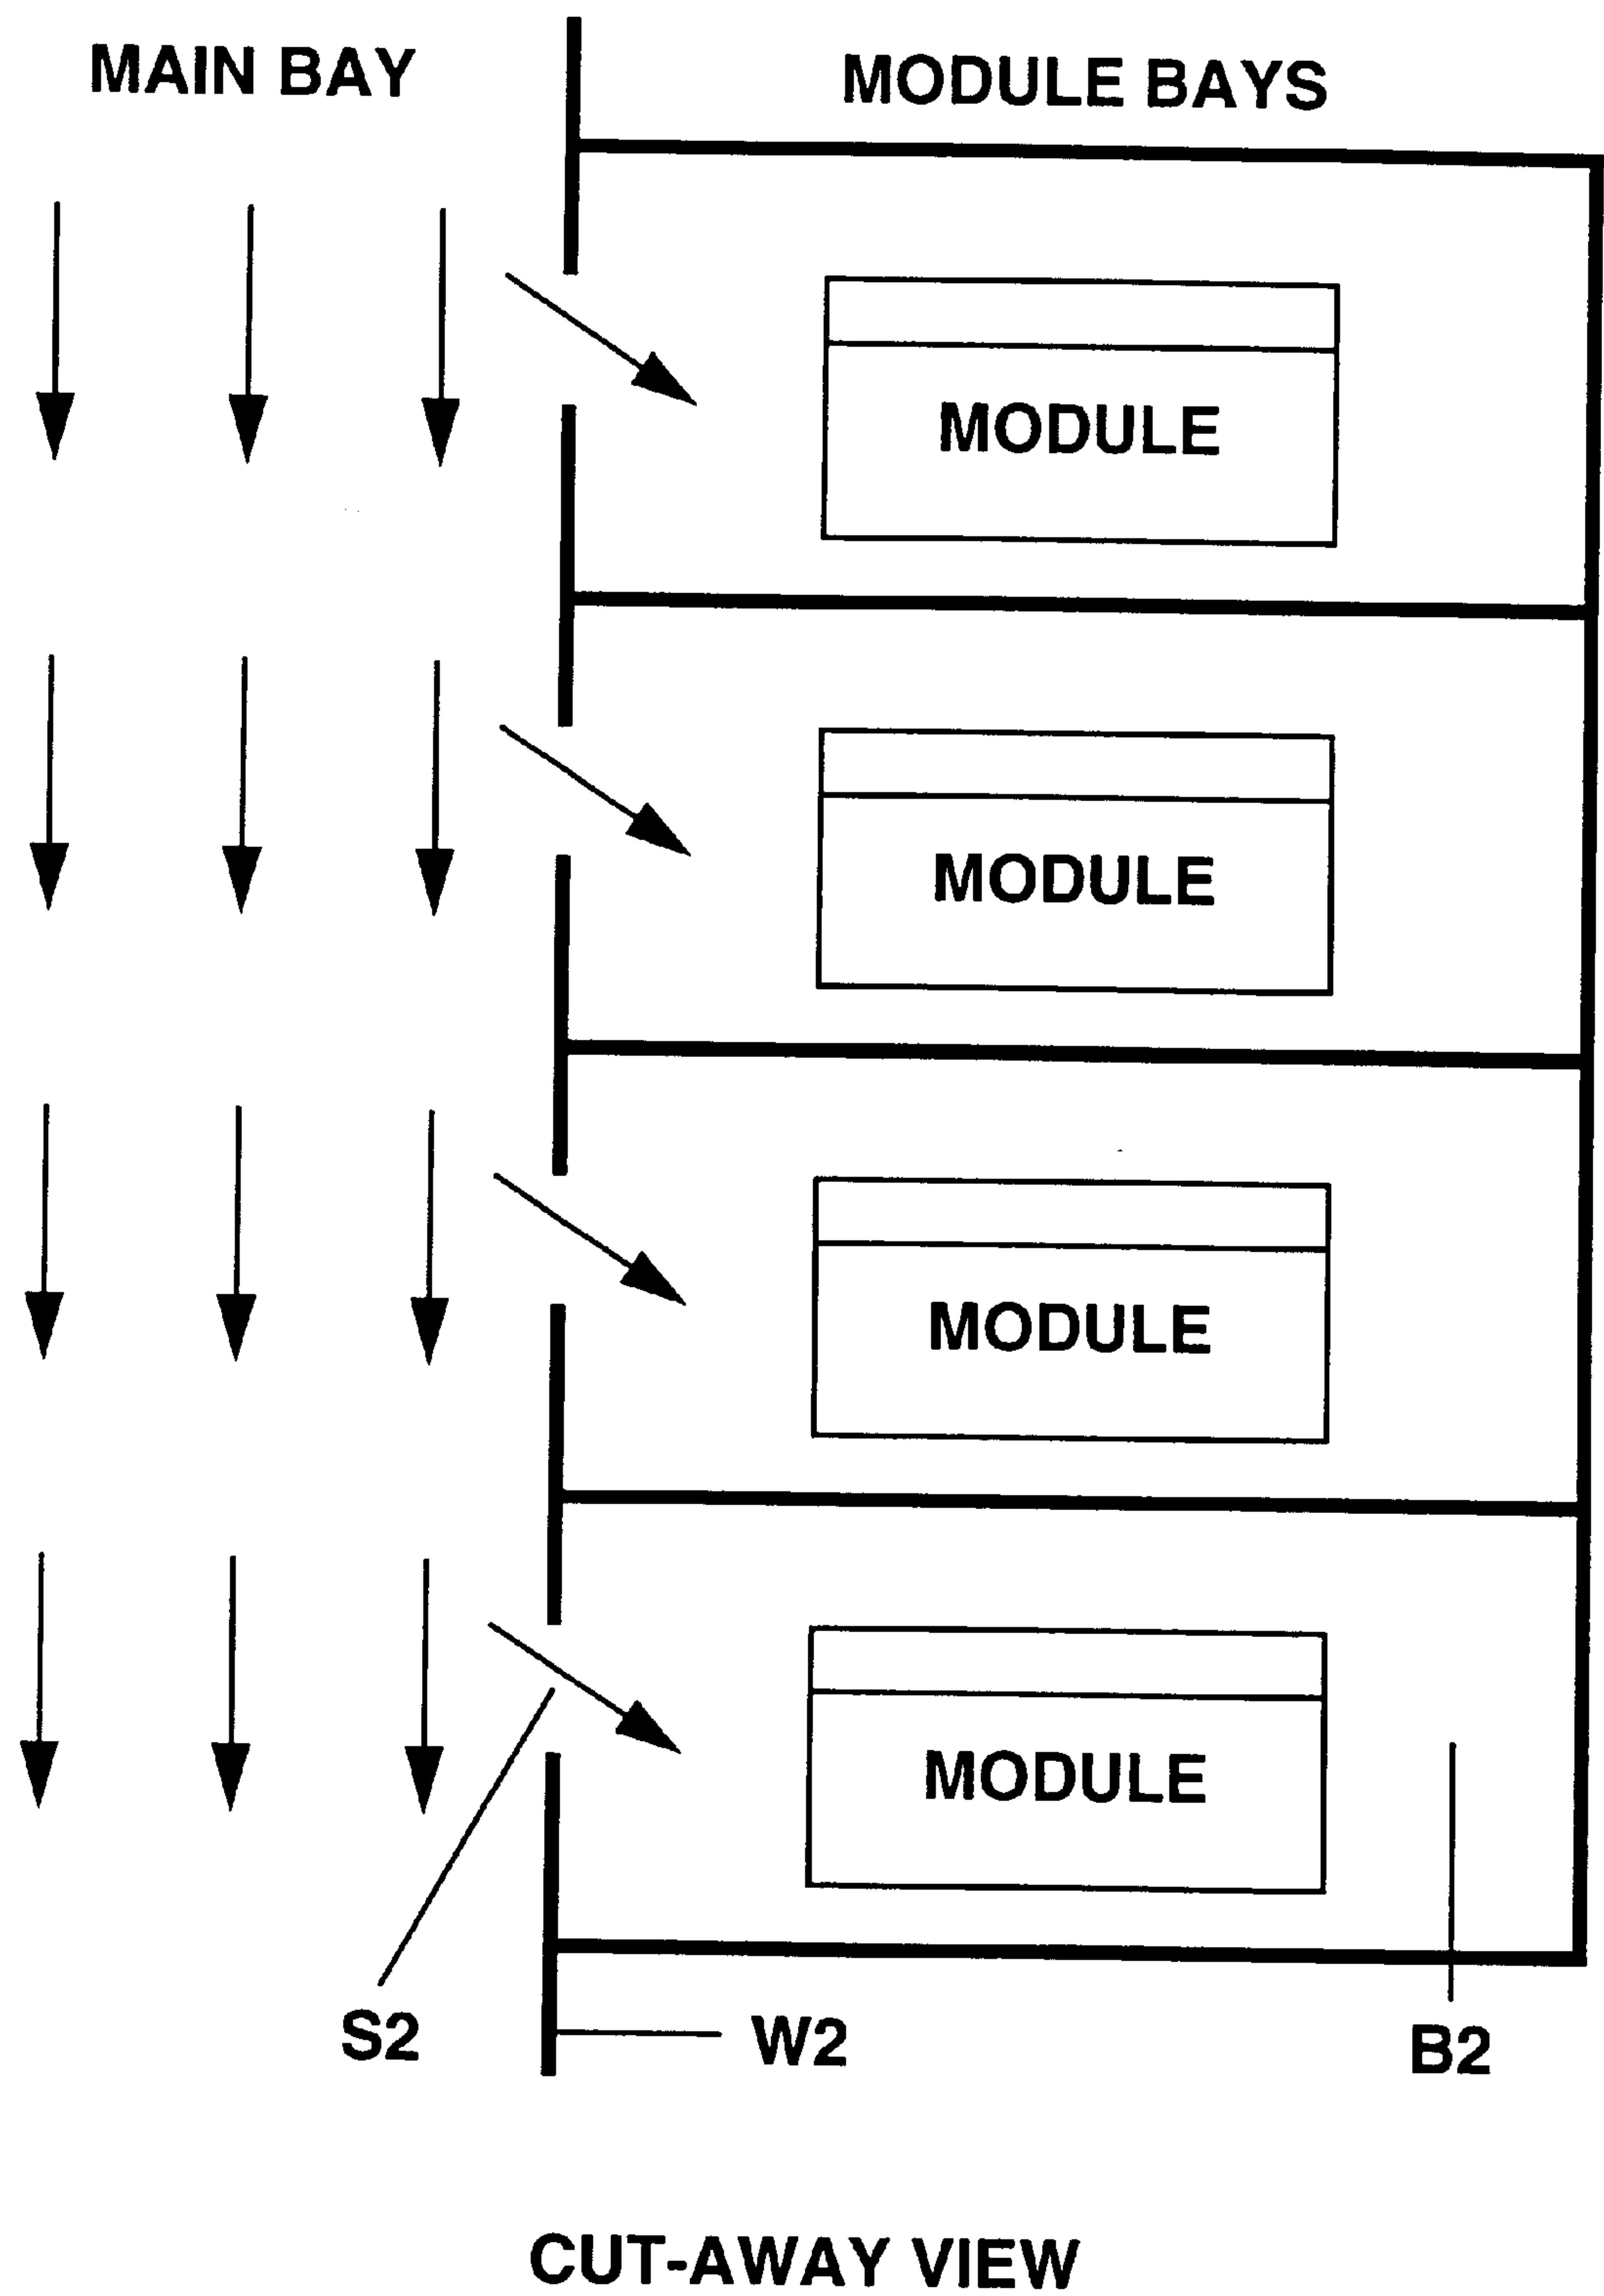 MAIN BAY
MODULE BAYS
MODULE
MODULE
MODULE
MODULE
S2
W2
B2
CUT-AWAY VIEW